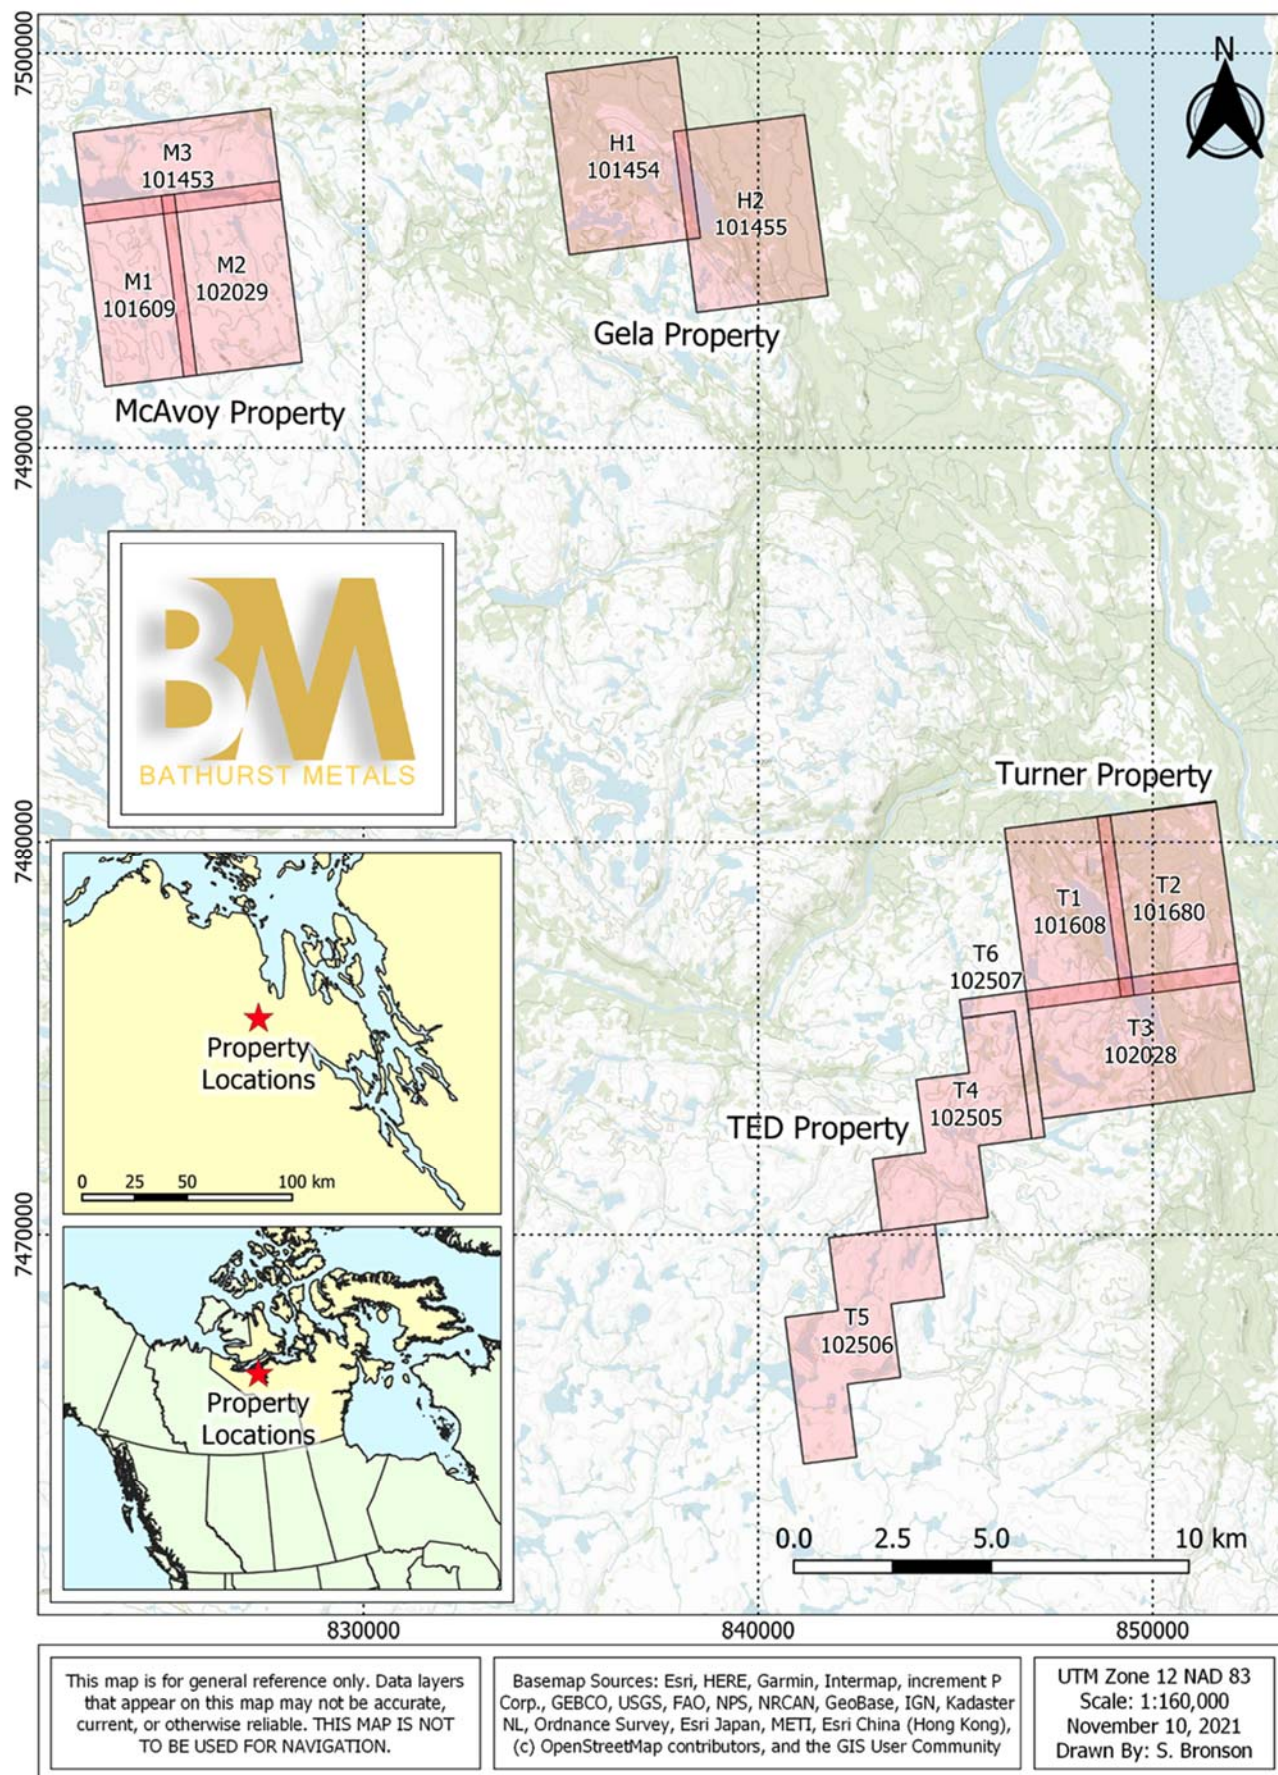 7500000
N
M3
101453
M1
101609
M2
102029
McAvoy Property
H1
101454
H2
101455
Gela Property
7490000
BM
BATHURST METALS
7480000
Turner Property
T1
101608
T2
101680
T6
102507
T3
102028
T4
102505
TED Property
7470000
T5
102506
Property
Locations
0 25 50 100 km
Property
Locations
0.0 2.5 5.0 10 km
830000 840000 850000
This map is for general reference only. Data layers
that appear on this map may not be accurate,
current, or otherwise reliable. THIS MAP IS NOT
TO BE USED FOR NAVIGATION.
Basemap Sources: Esri, HERE, Garmin, Intermap, increment P
Corp., GEBCO, USGS, FAO, NPS, NRCAN, GeoBase, IGN, Kadaster
NL, Ordnance Survey, Esri Japan, METI, Esri China (Hong Kong),
(c) OpenStreetMap contributors, and the GIS User Community
UTM Zone 12 NAD 83
Scale: 1:160,000
November 10, 2021
Drawn By: S. Bronson